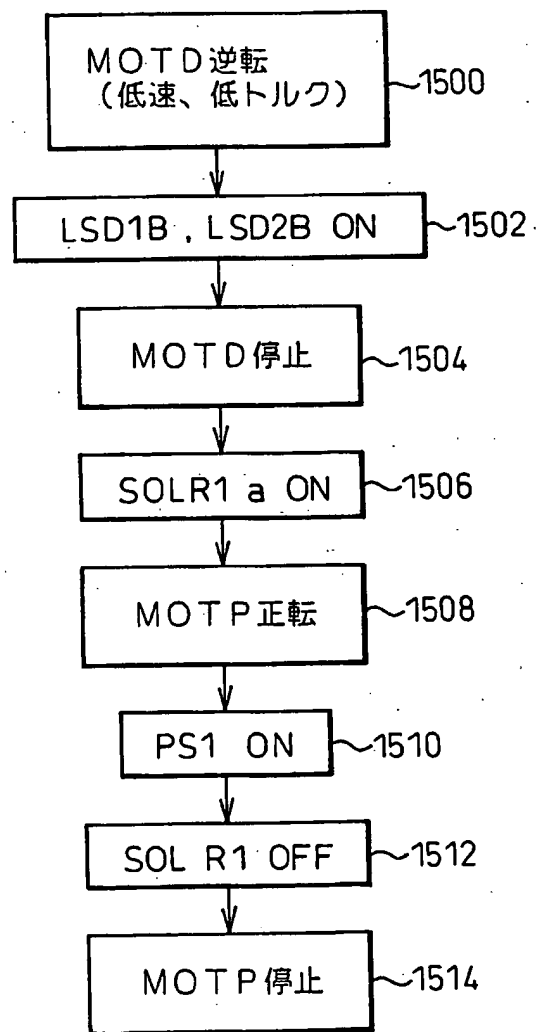 MOTD逆転
(低速、低トルク)
1500
LSD1B , LSD2B ON
1502
MOTD停止
1504
SOLR1 a ON
1506
MOTP正転
1508
PS1 ON
1510
SOL R1 OFF
1512
MOTP停止
1514